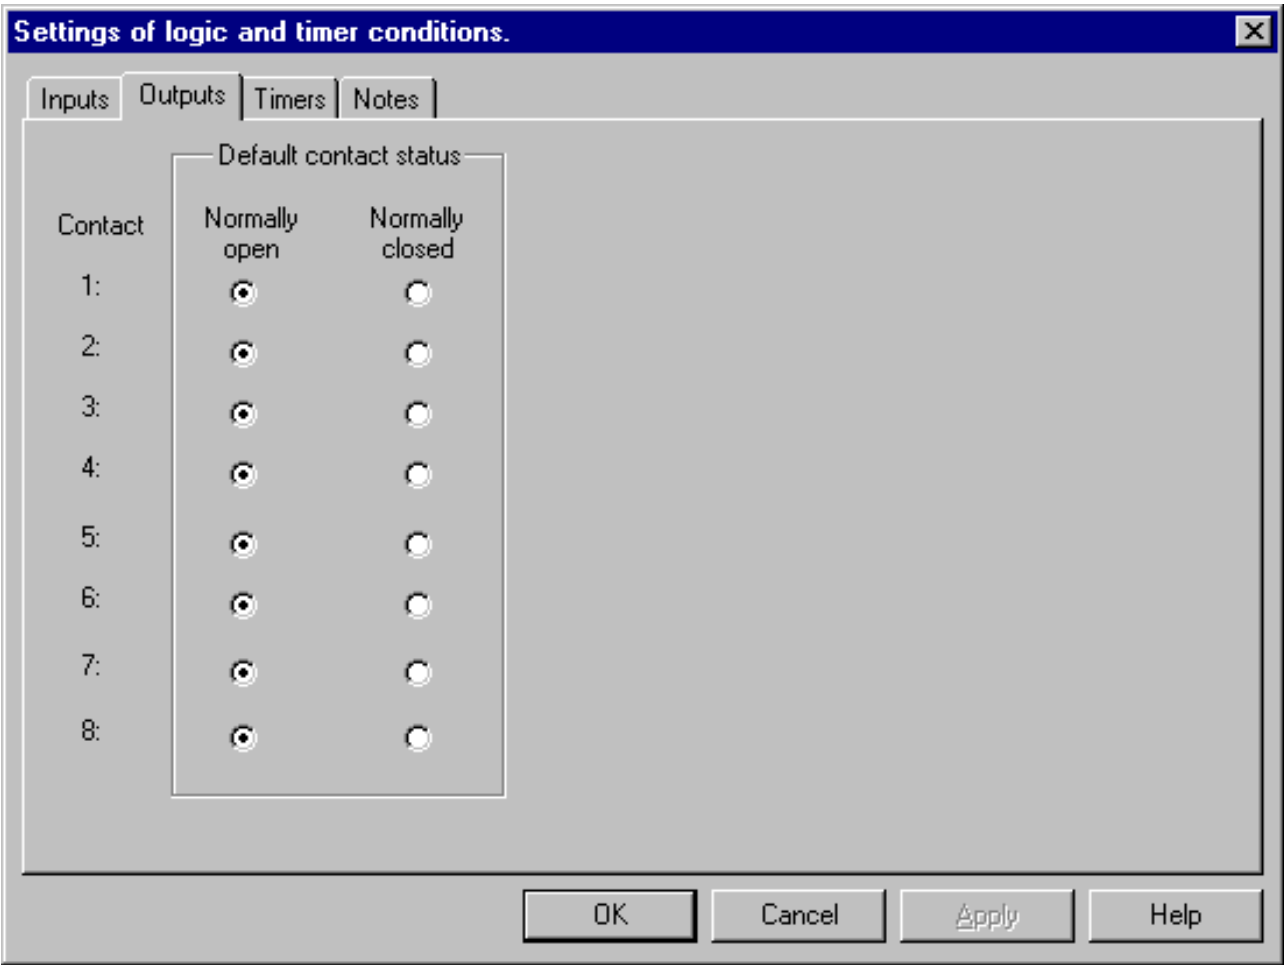 Settings of logic and timer conditions.
Inputs Outputs Timers Notes
Default contact status
Contact Normally open Normally closed
1:
2:
3:
4:
5:
6:
7:
8:
OK Cancel Apply Help